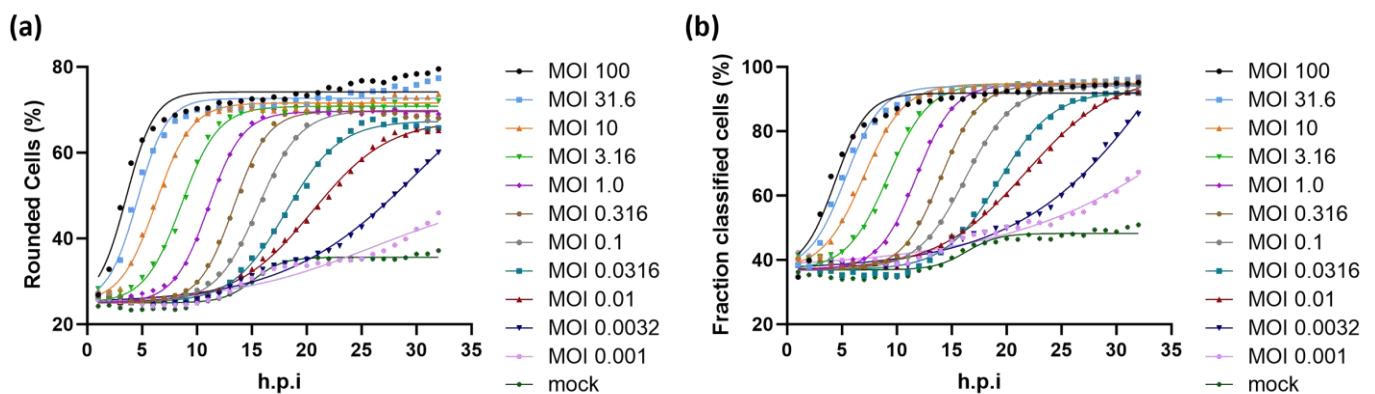 (a)
Rounded Cells (%)
80
60
40
20
0 5 10 15 20 25 30 35
h.p.i
MOI 100
MOI 31.6
MOI 10
MOI 3.16
MOI 1.0
MOI 0.316
MOI 0.1
MOI 0.0316
MOI 0.01
MOI 0.0032
MOI 0.001
mock
(b)
Fraction classified cells (%)
100
80
60
40
20
0 5 10 15 20 25 30 35
h.p.i
MOI 100
MOI 31.6
MOI 10
MOI 3.16
MOI 1.0
MOI 0.316
MOI 0.1
MOI 0.0316
MOI 0.01
MOI 0.0032
MOI 0.001
mock